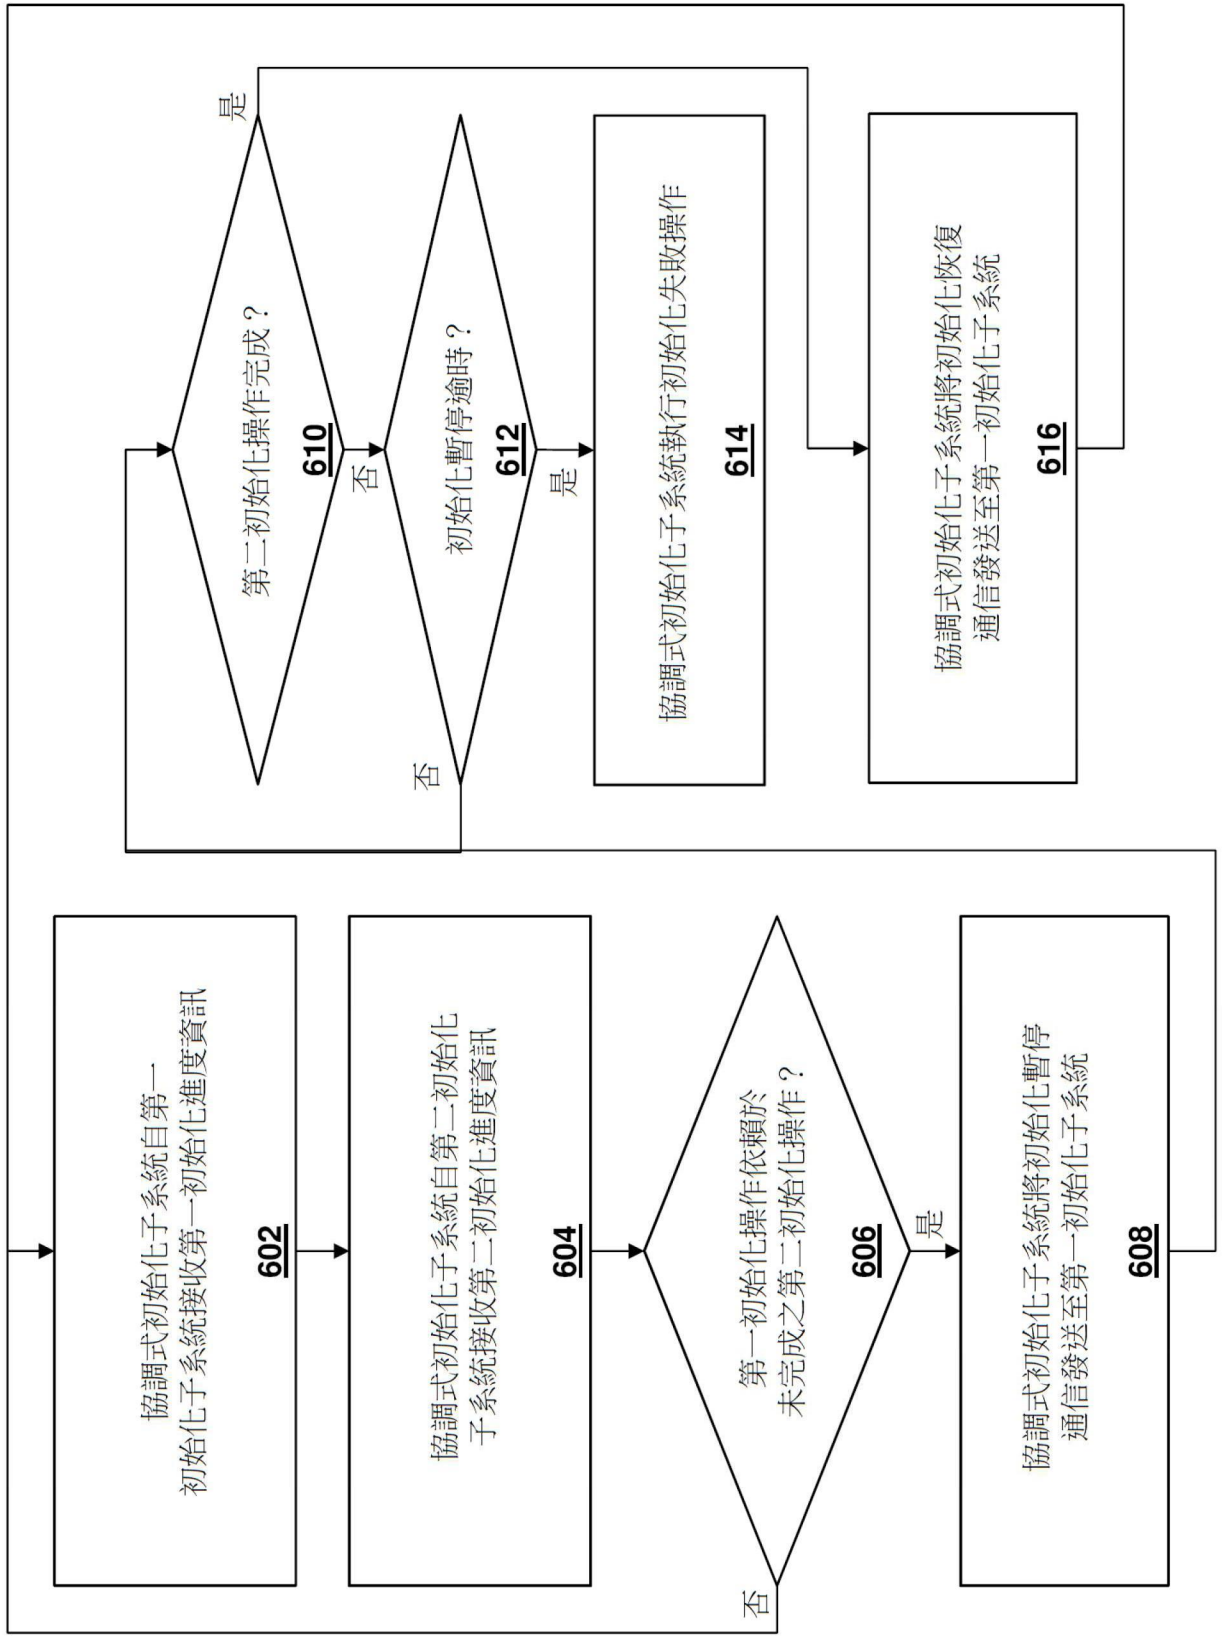 協調式初始化子系統自第一
初始化子系統接收第一初始化進度資訊
602
協調式初始化子系統自第二初始化
子系統接收第二初始化進度資訊
604
第一初始化操作依賴於
未完成之第二初始化操作？
606
否
是
協調式初始化子系統將初始化暫停
通信發送至第一初始化子系統
608
第二初始化操作完成？
610
是
否
初始化暫停逾時？
612
否
是
協調式初始化子系統執行初始化失敗操作
614
協調式初始化子系統將初始化恢復
通信發送至第一初始化子系統
616